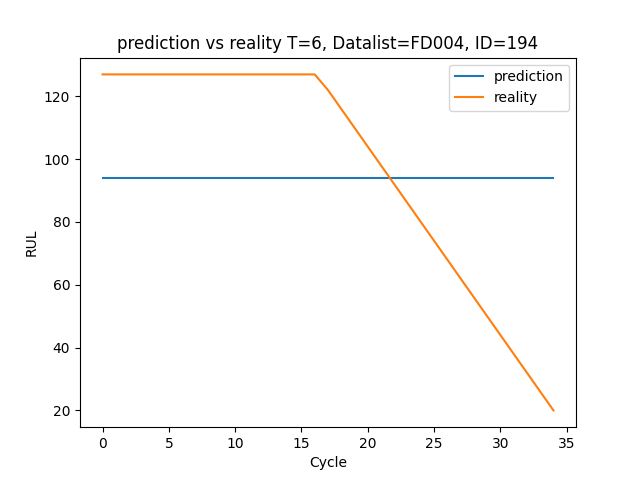 prediction vs reality T=6, Datalist=FD004, ID=194
prediction
reality
120
100
80
60
40
20
RUL
0 5 10 15 20 25 30 35
Cycle